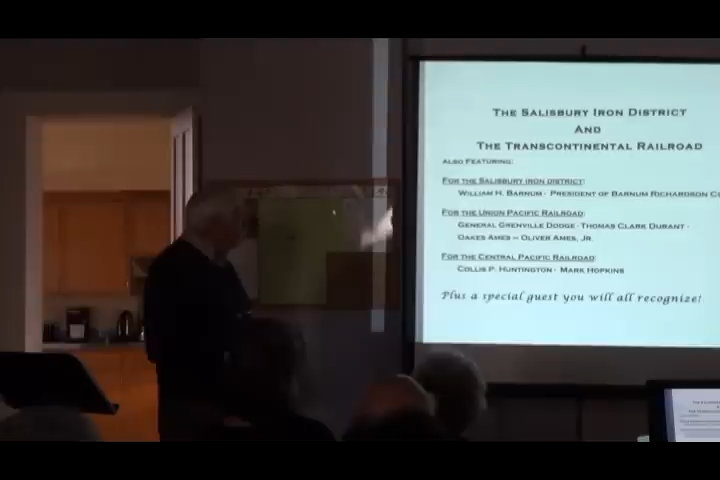 THE SALISBURY IRON DISTRICT
AND
THE TRANSCONTINENTAL RAILROAD
ALSO FEATURING:
FOR THE SALISBURY IRON DISTRICT:
WILLIAM H. BARNUM - PRESIDENT OF BARNUM RICHARDSON
FOR THE UNION PACIFIC RAILROAD:
GENERAL GRENVILLE DODGE - THOMAS CLARK DURANT -
OAKES AMES – OLIVER AMES, JR.
FOR THE CENTRAL PACIFIC RAILROAD:
COLLIS P. HUNTINGTON - MARK HOPKINS
Plus a special guest you will all recognize!